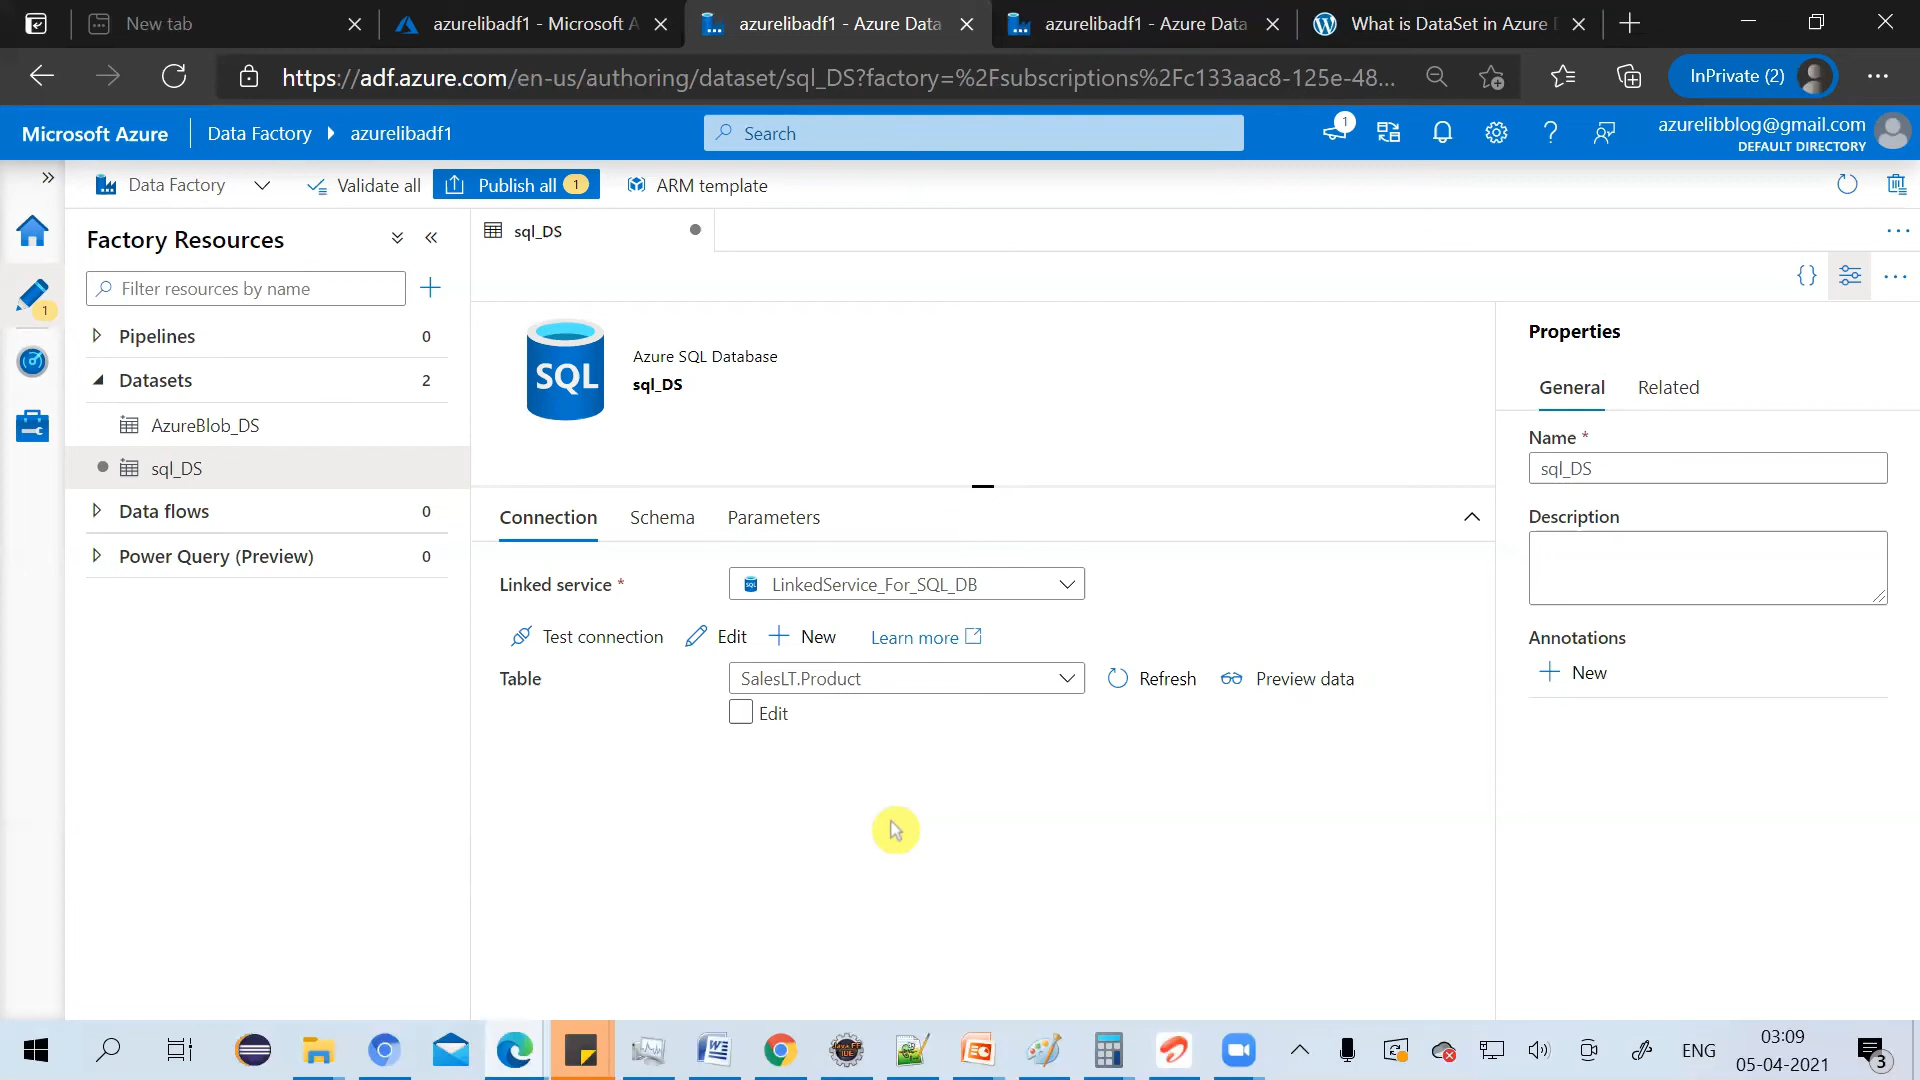 New tab
azurelibadf1 - Microsoft A
azurelibadf1 - Azure Data
azurelibadf1 - Azure Data
What is DataSet in Azure
https://adf.azure.com/en-us/authoring/dataset/sql_DS?factory=%2Fsubscriptions%2Fc133aac8-125e-48...
InPrivate (2)
Microsoft Azure
Data Factory
azurelibadf1
Search
1
azurelibblog@gmail.com
DEFAULT DIRECTORY
Data Factory
Validate all
Publish all 1
ARM template
Factory Resources
Filter resources by name
1
Pipelines 0
Datasets 2
AzureBlob_DS
sql_DS
Data flows 0
Power Query (Preview) 0
sql_DS
SQL
Azure SQL Database
sql_DS
Connection Schema Parameters
Linked service *
LinkedService_For_SQL_DB
Test connection Edit New Learn more
Table
SalesLT.Product
Refresh Preview data
Edit
Properties
General Related
Name *
sql_DS
Description
Annotations
New
ENG
03:09
05-04-2021
3